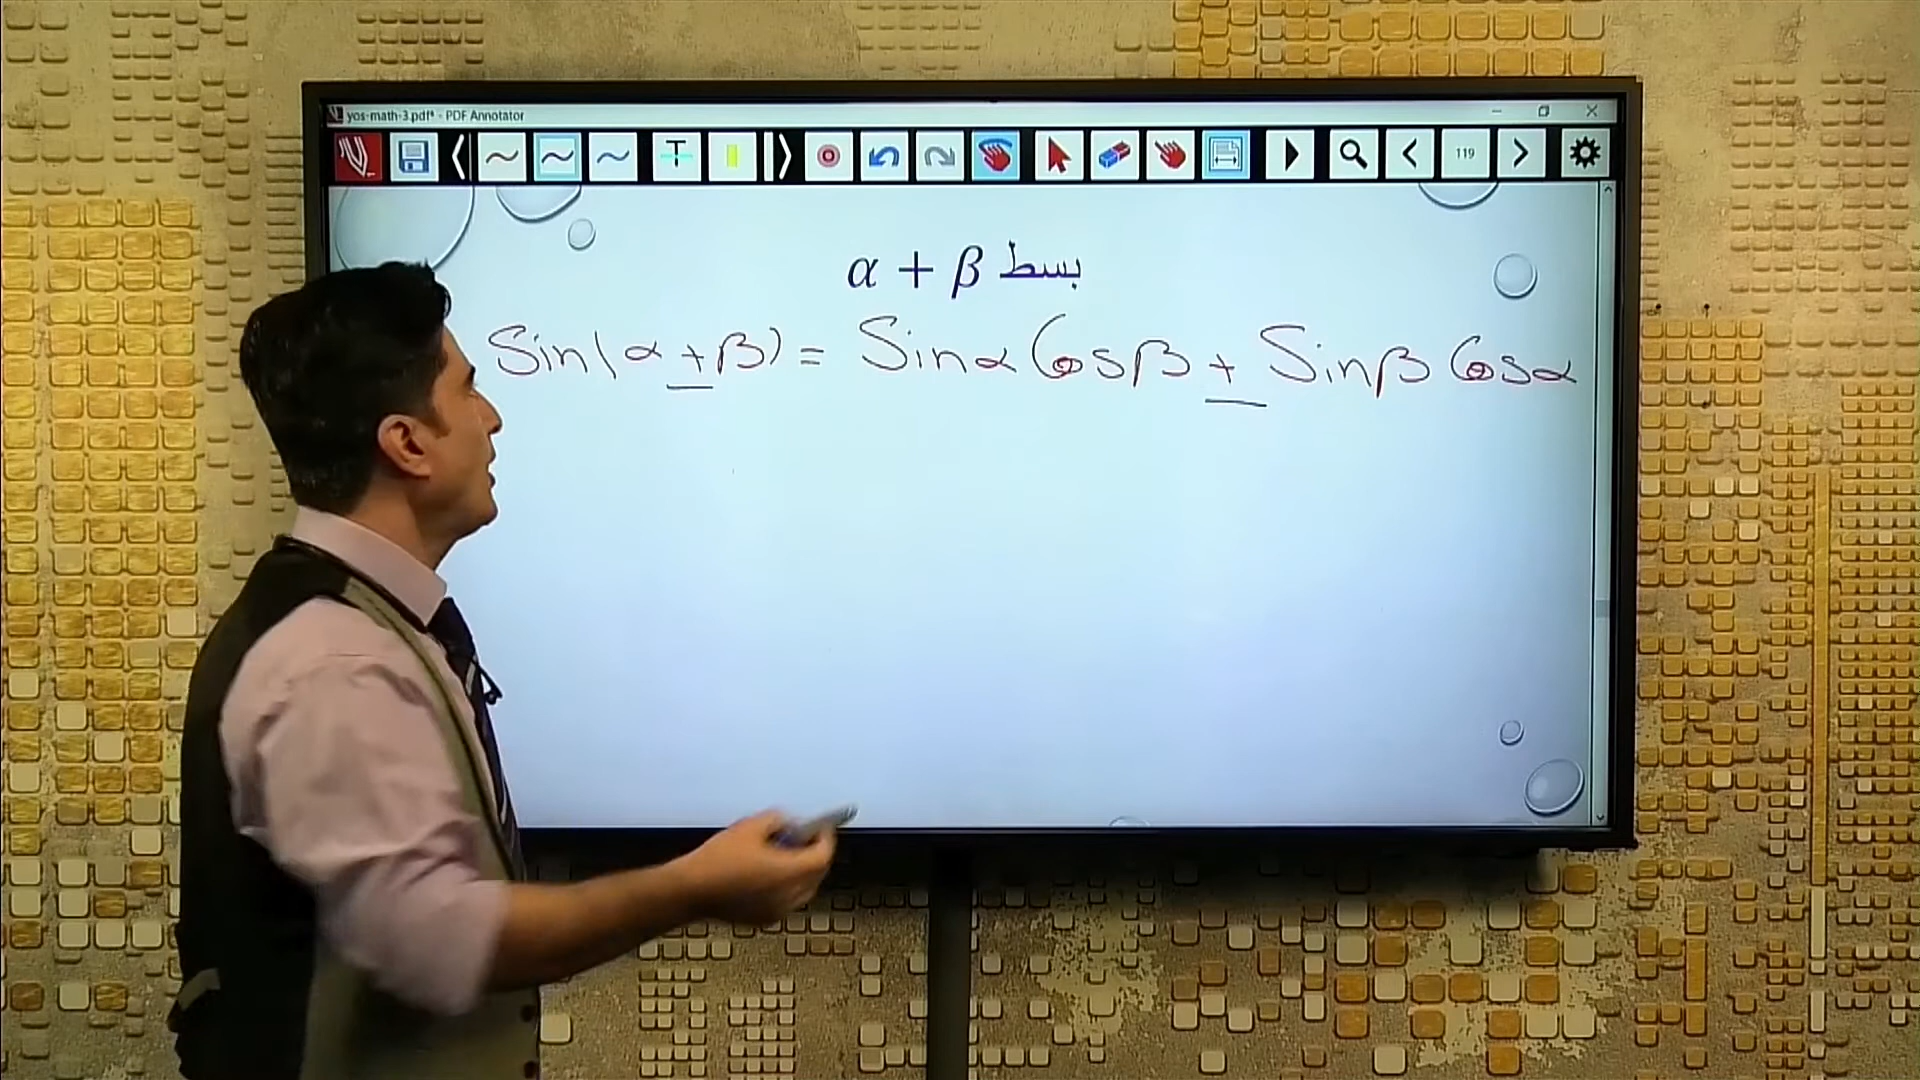 yos-math-3.pdf* - PDF Annotator
T
119
بسط α + β
Sin(α + β) = Sinα Cosβ + Sinβ Cosα